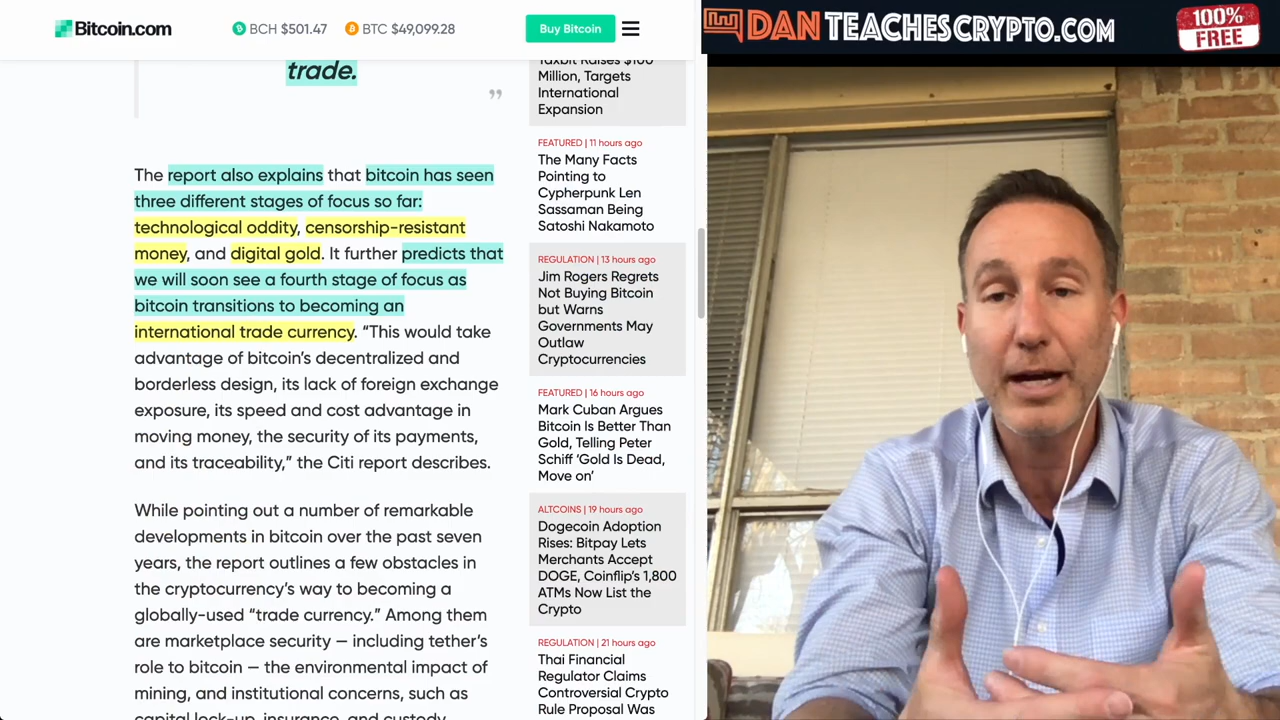 Bitcoin.com
BCH $501.47
BTC $49,099.28
Buy Bitcoin
DANTEACHESCRYPTO.COM
100%
FREE
trade.
”
The report also explains that bitcoin has seen
three different stages of focus so far:
technological oddity, censorship-resistant
money, and digital gold. It further predicts that
we will soon see a fourth stage of focus as
bitcoin transitions to becoming an
international trade currency. “This would take
advantage of bitcoin’s decentralized and
borderless design, its lack of foreign exchange
exposure, its speed and cost advantage in
moving money, the security of its payments,
and its traceability,” the Citi report describes.
While pointing out a number of remarkable
developments in bitcoin over the past seven
years, the report outlines a few obstacles in
the cryptocurrency’s way to becoming a
globally-used “trade currency.” Among them
are marketplace security — including tether’s
role to bitcoin — the environmental impact of
mining, and institutional concerns, such as
capital lock-up, insurance, and custody.
Taxbit Raises $100
Million, Targets
International
Expansion
FEATURED | 11 hours ago
The Many Facts
Pointing to
Cypherpunk Len
Sassaman Being
Satoshi Nakamoto
REGULATION | 13 hours ago
Jim Rogers Regrets
Not Buying Bitcoin
but Warns
Governments May
Outlaw
Cryptocurrencies
FEATURED | 16 hours ago
Mark Cuban Argues
Bitcoin Is Better Than
Gold, Telling Peter
Schiff ‘Gold Is Dead,
Move on’
ALTCOINS | 19 hours ago
Dogecoin Adoption
Rises: Bitpay Lets
Merchants Accept
DOGE, Coinflip’s 1,800
ATMs Now List the
Crypto
REGULATION | 21 hours ago
Thai Financial
Regulator Claims
Controversial Crypto
Rule Proposal Was